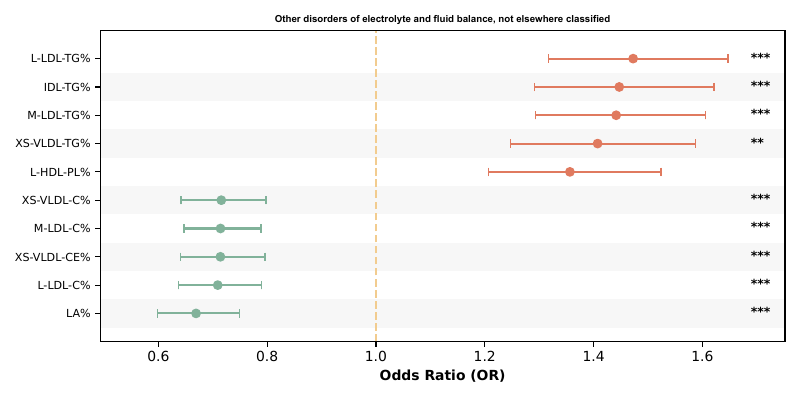 Other disorders of electrolyte and fluid balance, not elsewhere classified
L-LDL-TG% ***
IDL-TG% ***
M-LDL-TG% ***
XS-VLDL-TG% **
L-HDL-PL%
XS-VLDL-C% ***
M-LDL-C% ***
XS-VLDL-CE% ***
L-LDL-C% ***
LA% ***
0.6 0.8 1.0 1.2 1.4 1.6
Odds Ratio (OR)